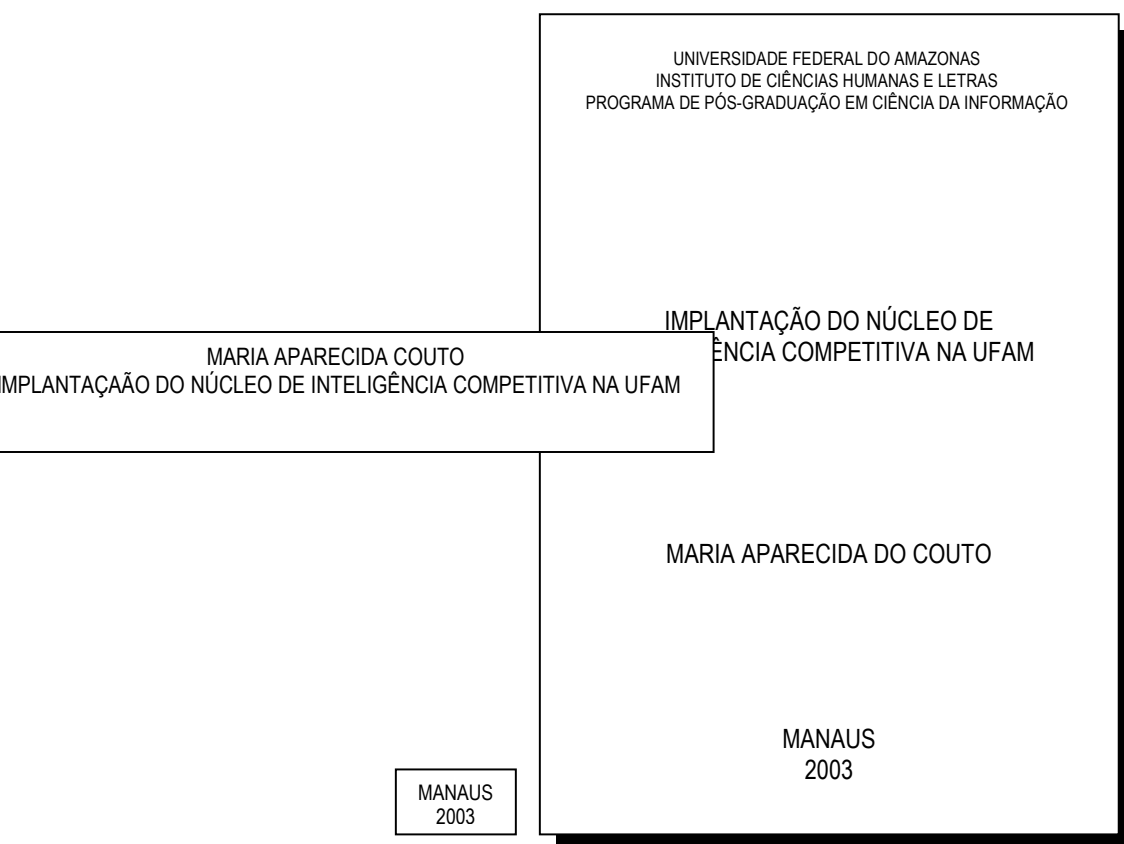 UNIVERSIDADE FEDERAL DO AMAZONAS
INSTITUTO DE CIÊNCIAS HUMANAS E LETRAS
PROGRAMA DE PÓS-GRADUAÇÃO EM CIÊNCIA DA INFORMAÇÃO
IMPLANTAÇÃO DO NÚCLEO DE
ÊNCIA COMPETITIVA NA UFAM
MARIA APARECIDA COUTO
IMPLANTAÇAÃO DO NÚCLEO DE INTELIGÊNCIA COMPETITIVA NA UFAM
MARIA APARECIDA DO COUTO
MANAUS
2003
MANAUS
2003